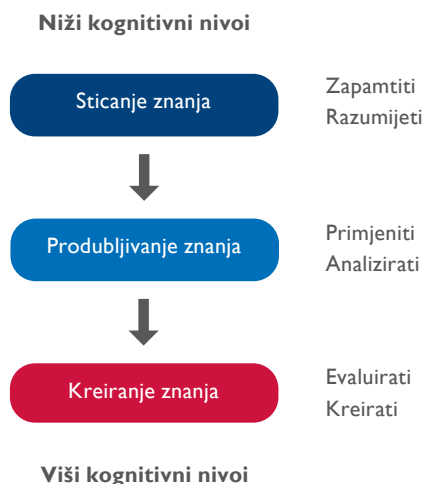 Niži kognitivni nivoi
Sticanje znanja
Zapamtiti
Razumijeti
Produbljivanje znanja
Primjeniti
Analizirati
Kreiranje znanja
Evaluirati
Kreirati
Viši kognitivni nivoi